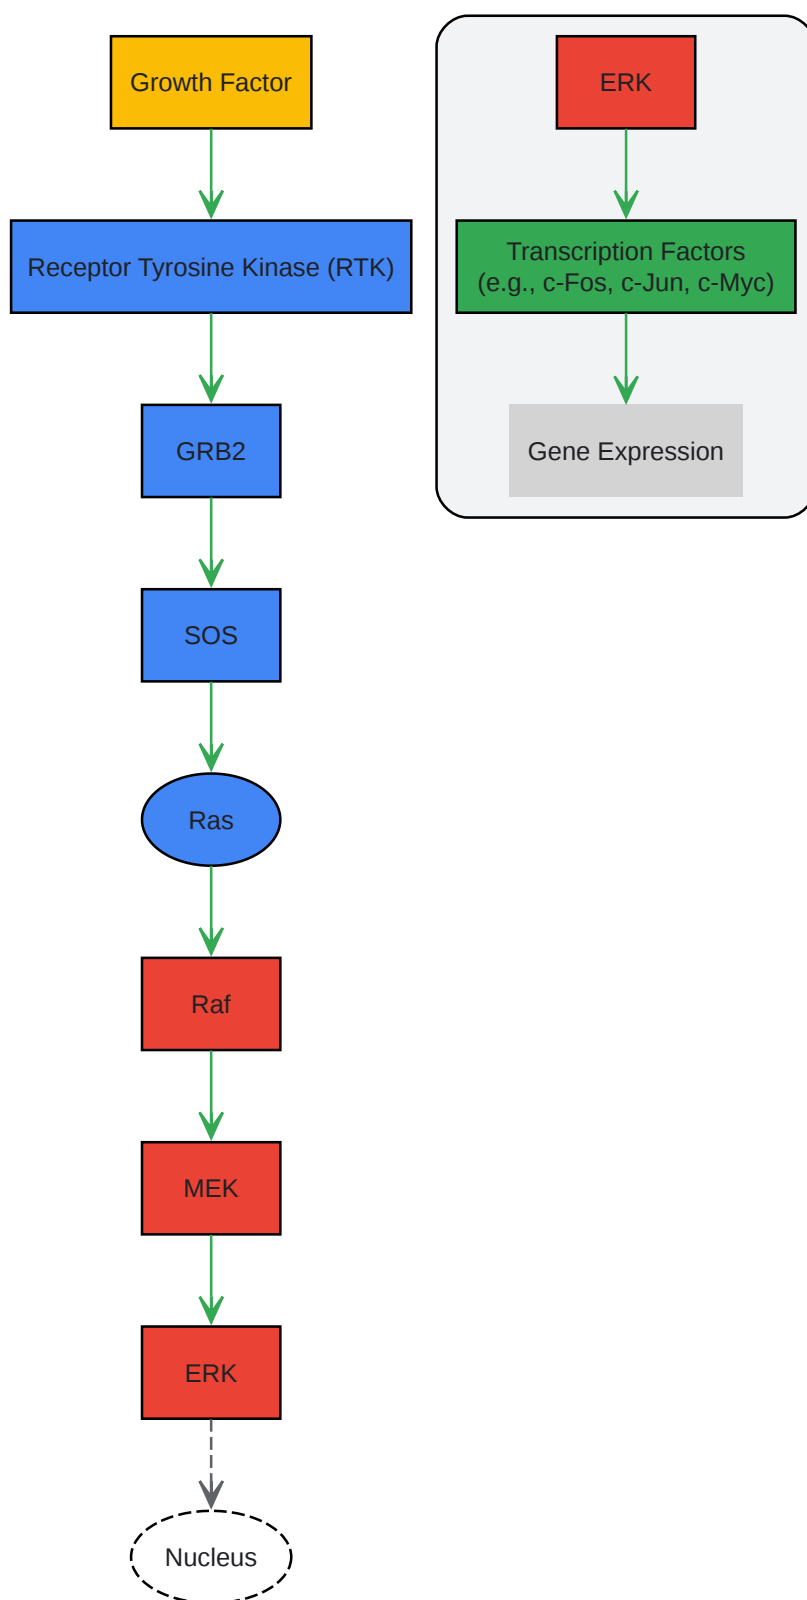 Growth Factor
Receptor Tyrosine Kinase (RTK)
GRB2
SOS
Ras
Raf
MEK
ERK
Nucleus
ERK
Transcription Factors
(e.g., c-Fos, c-Jun, c-Myc)
Gene Expression